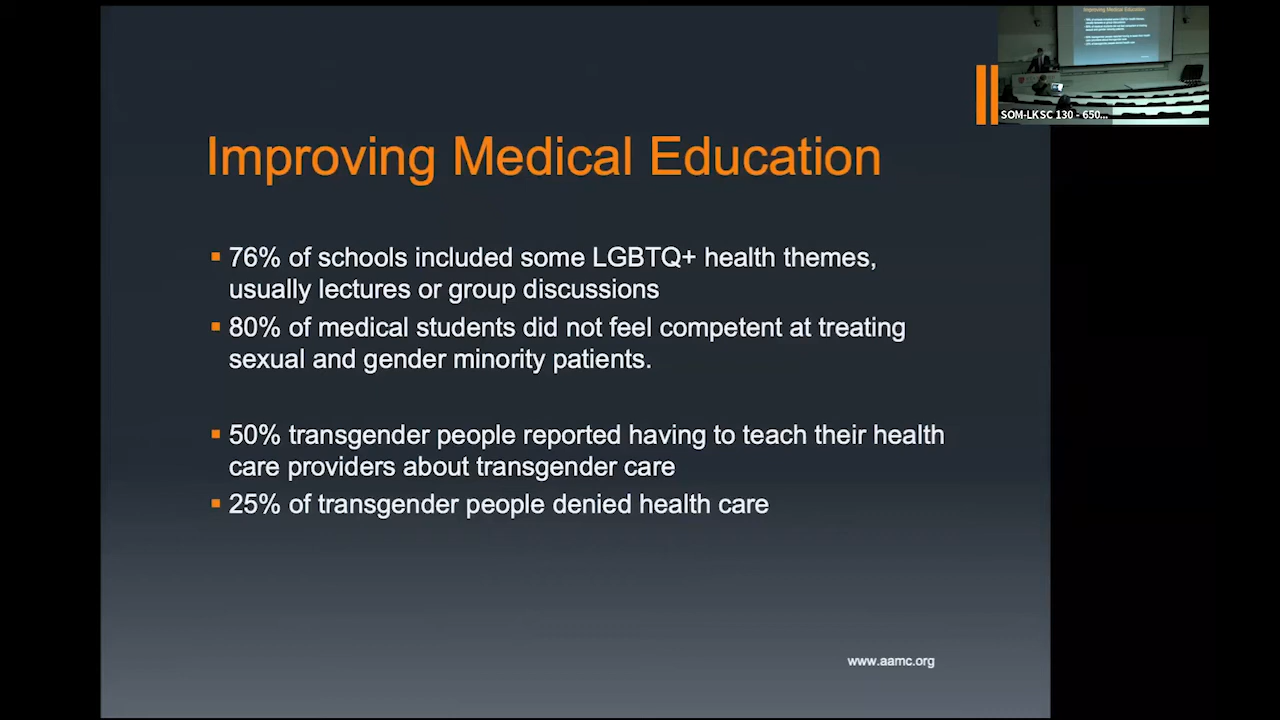 Improving Medical Education
▪ 76% of schools included some LGBTQ+ health themes,
usually lectures or group discussions
▪ 80% of medical students did not feel competent at treating
sexual and gender minority patients.
▪ 50% transgender people reported having to teach their health
care providers about transgender care
▪ 25% of transgender people denied health care
www.aamc.org
Improving Medical Education
SOM-LKSC 130 - 650...